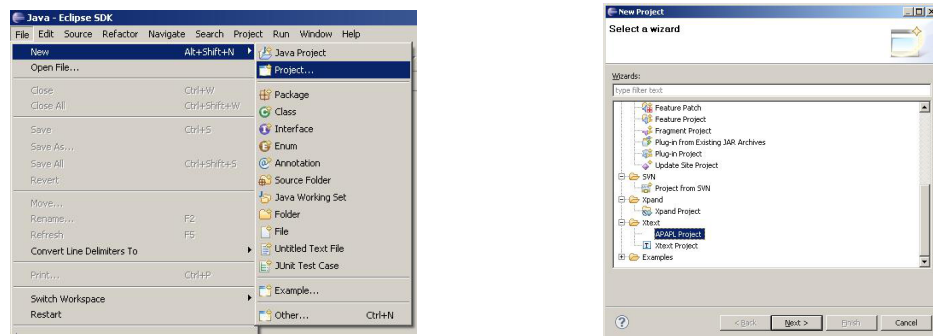 Java - Eclipse SDK
File Edit Source Refactor Navigate Search Project Run Window Help
New Alt+Shift+N
Open File...
Close Ctrl+W
Close All Ctrl+Shift+W
Save Ctrl+S
Save As...
Save All Ctrl+Shift+S
Revert
Move...
Rename... F2
Refresh F5
Convert Line Delimiters To
Print... Ctrl+P
Switch Workspace
Restart
Java Project
Project...
Package
Class
Interface
Enum
Annotation
Source Folder
Java Working Set
Folder
File
Untitled Text File
JUnit Test Case
Example...
Other... Ctrl+N
New Project
Select a wizard
Wizards:
type filter text
Feature Patch
Feature Project
Fragment Project
Plug-in from Existing JAR Archives
Plug-in Project
Update Site Project
SVN
Project from SVN
Xpand
Xpand Project
Xtext
APAPL Project
Xtext Project
Examples
< Back Next > Finish Cancel